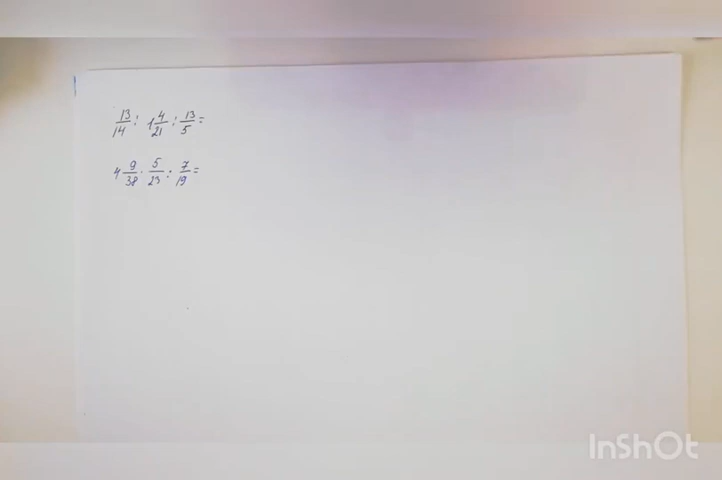 13/14 : 1 4/21 : 13/5 =
4 9/38 · 5/23 : 7/19 =
InShOt